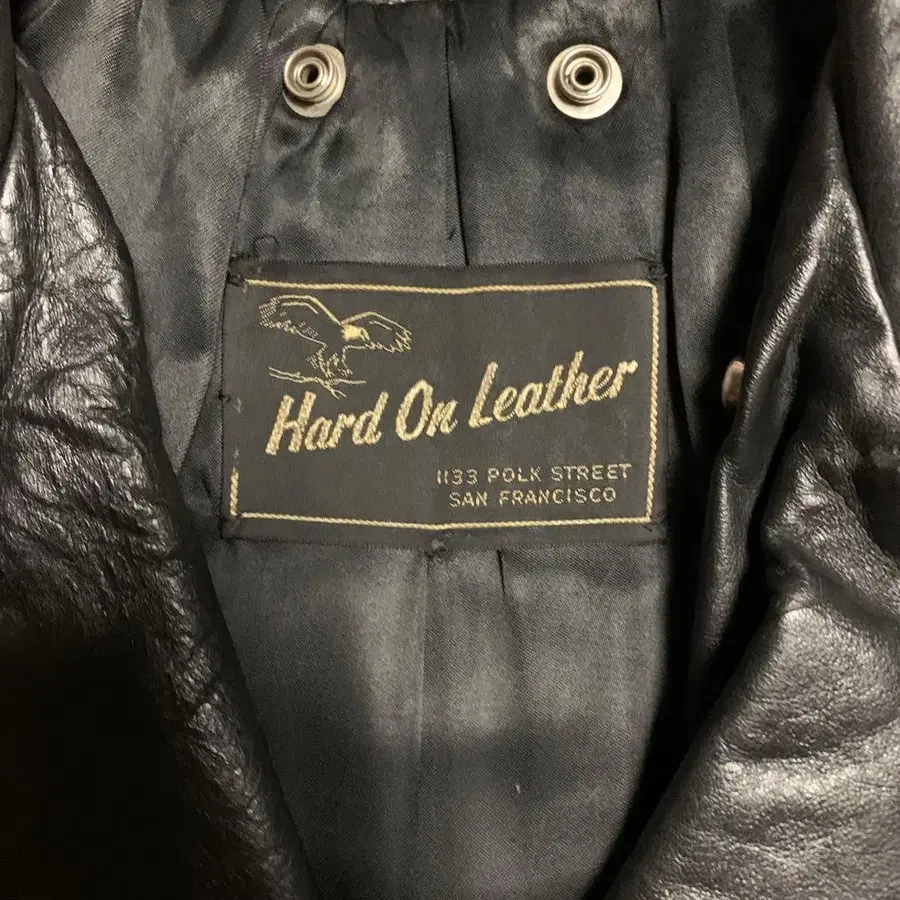 Hard On Leather
1133 POLK STREET
SAN FRANCISCO